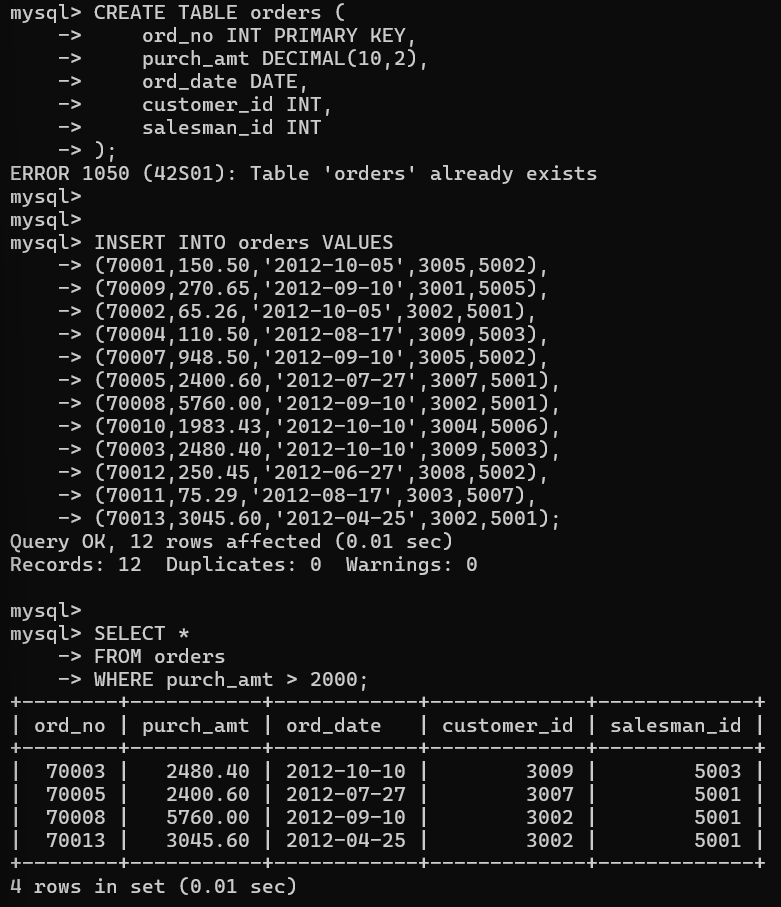 mysql> CREATE TABLE orders (
    ->     ord_no INT PRIMARY KEY,
    ->     purch_amt DECIMAL(10,2),
    ->     ord_date DATE,
    ->     customer_id INT,
    ->     salesman_id INT
    -> );
ERROR 1050 (42S01): Table 'orders' already exists
mysql>
mysql>
mysql> INSERT INTO orders VALUES
    -> (70001,150.50,'2012-10-05',3005,5002),
    -> (70009,270.65,'2012-09-10',3001,5005),
    -> (70002,65.26,'2012-10-05',3002,5001),
    -> (70004,110.50,'2012-08-17',3009,5003),
    -> (70007,948.50,'2012-09-10',3005,5002),
    -> (70005,2400.60,'2012-07-27',3007,5001),
    -> (70008,5760.00,'2012-09-10',3002,5001),
    -> (70010,1983.43,'2012-10-10',3004,5006),
    -> (70003,2480.40,'2012-10-10',3009,5003),
    -> (70012,250.45,'2012-06-27',3008,5002),
    -> (70011,75.29,'2012-08-17',3003,5007),
    -> (70013,3045.60,'2012-04-25',3002,5001);
Query OK, 12 rows affected (0.01 sec)
Records: 12  Duplicates: 0  Warnings: 0

mysql>
mysql> SELECT *
    -> FROM orders
    -> WHERE purch_amt > 2000;
+--------+-----------+------------+-------------+-------------+
| ord_no | purch_amt | ord_date   | customer_id | salesman_id |
+--------+-----------+------------+-------------+-------------+
|  70003 |   2480.40 | 2012-10-10 |        3009 |        5003 |
|  70005 |   2400.60 | 2012-07-27 |        3007 |        5001 |
|  70008 |   5760.00 | 2012-09-10 |        3002 |        5001 |
|  70013 |   3045.60 | 2012-04-25 |        3002 |        5001 |
+--------+-----------+------------+-------------+-------------+
4 rows in set (0.01 sec)